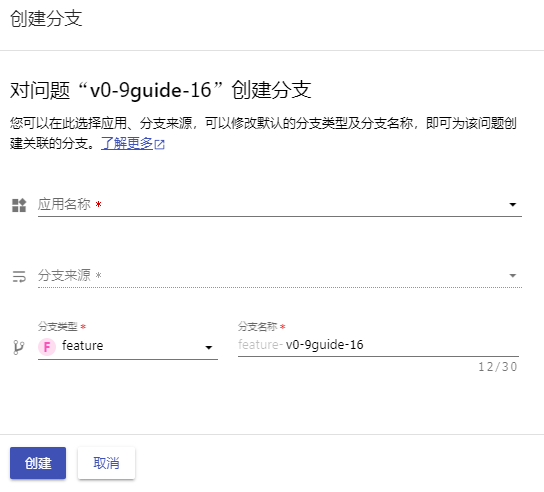 创建分支
对问题“v0-9guide-16”创建分支
您可以在此选择应用、分支来源，可以修改默认的分支类型及分支名称，即可为该问题创
建关联的分支。了解更多
应用名称 *
分支来源 *
分支类型 * 分支名称 *
F feature feature- v0-9guide-16
12/30
创建 取消